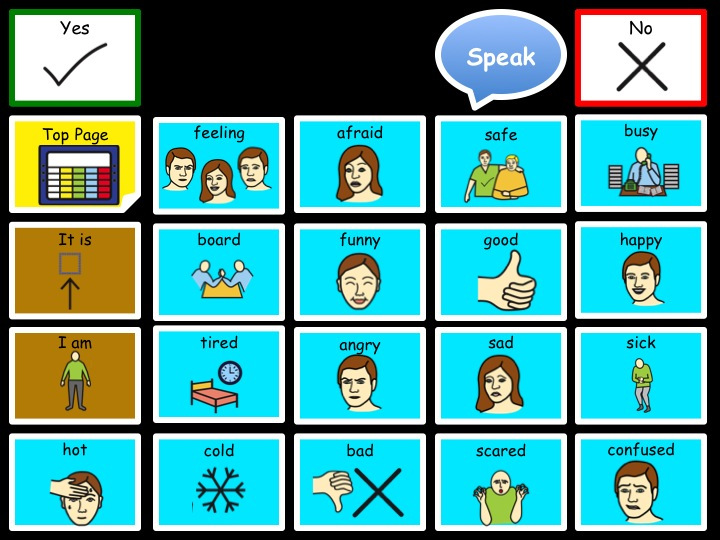 Yes
Speak
No
Top Page
feeling
afraid
safe
busy
It is
board
funny
good
happy
I am
tired
angry
sad
sick
hot
cold
bad
scared
confused